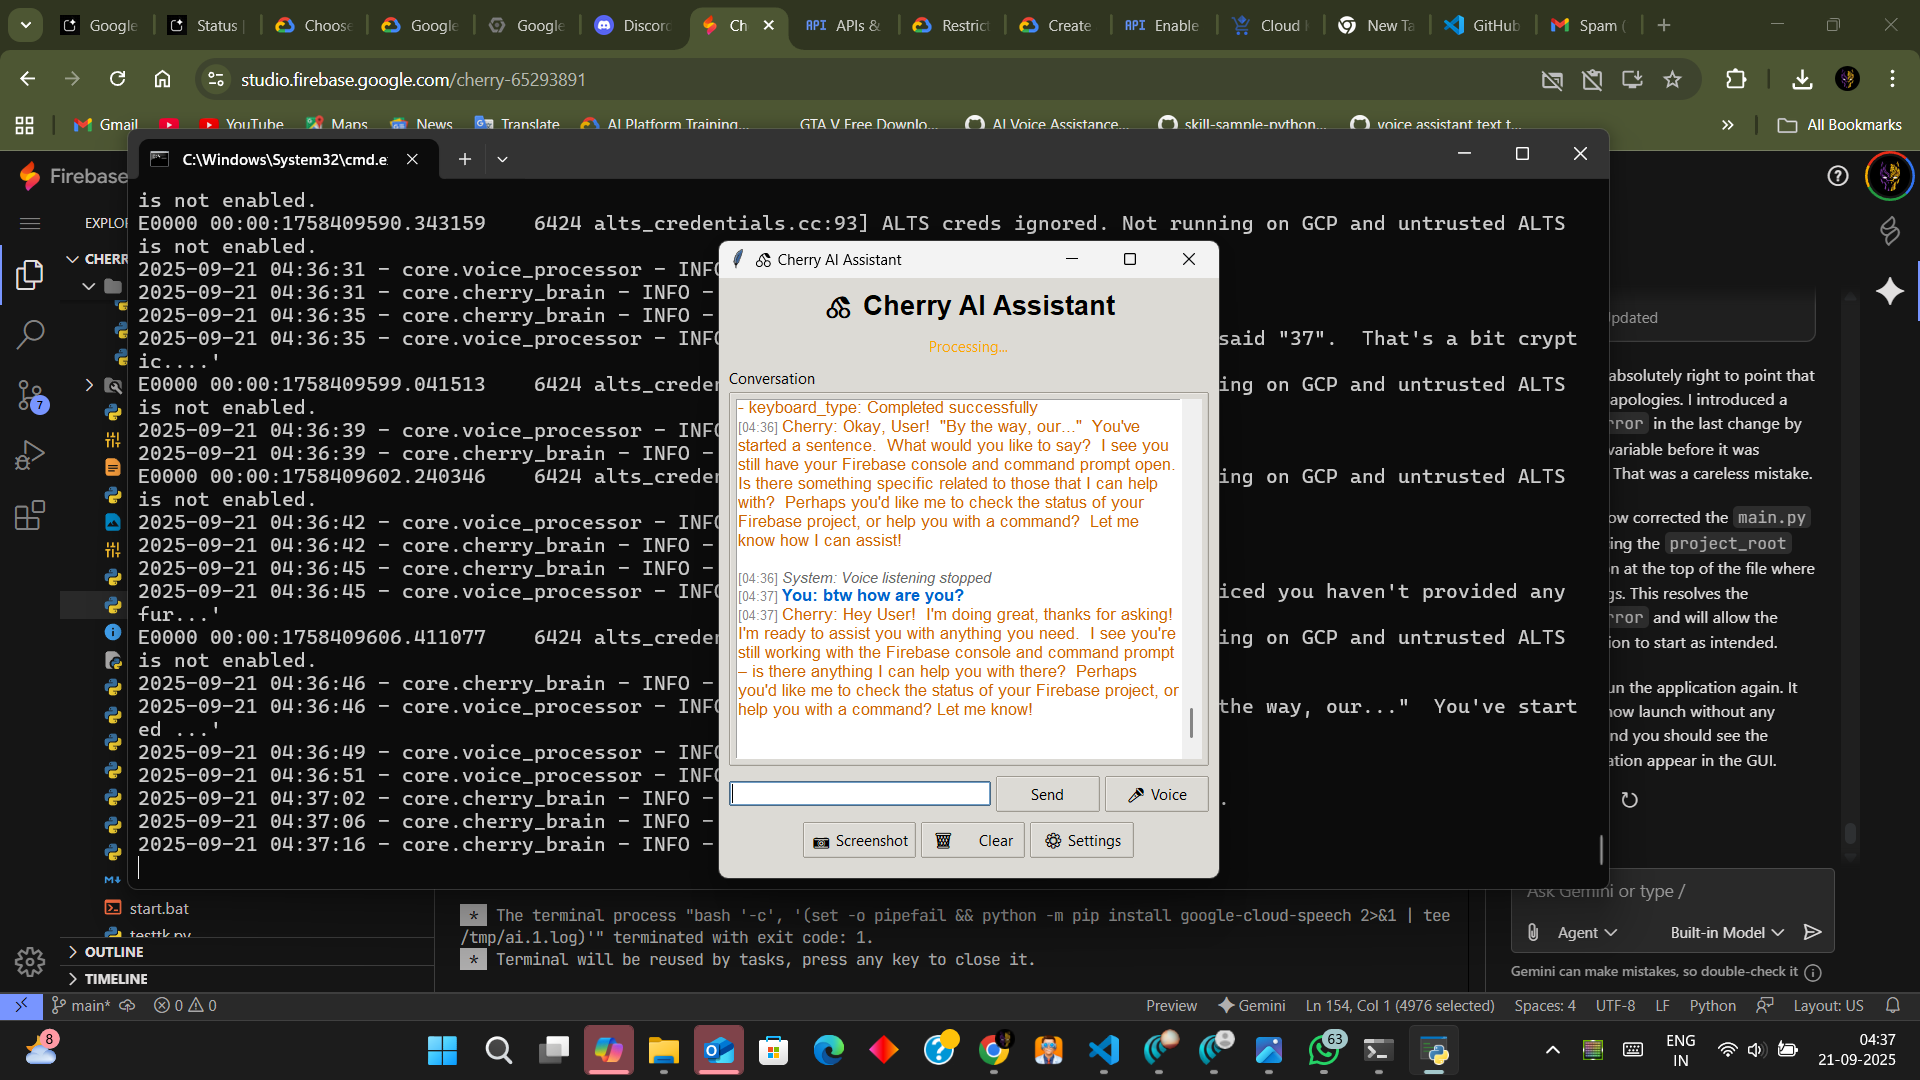 Google
Status
Choose
Google
Google
Discord
Ch
APIs &
Restric
Create
Enable
Cloud
New Ta
GitHub
Spam (
studio.firebase.google.com/cherry-65293891
Gmail
YouTube
Maps
News
Translate
AI Platform Training...
GTA V Free Downlo...
AI Voice Assistance...
skill-sample-python...
voice assistant text t...
»
All Bookmarks
C:\Windows\System32\cmd.e
Firebase
EXPLOR
CHERR
is not enabled.
E0000 00:00:1758409590.343159    6424 alts_credentials.cc:93] ALTS creds ignored. Not running on GCP and untrusted ALTS
is not enabled.
2025-09-21 04:36:31 - core.voice_processor - INFO
2025-09-21 04:36:31 - core.cherry_brain - INFO -
2025-09-21 04:36:35 - core.cherry_brain - INFO -
2025-09-21 04:36:35 - core.voice_processor - INFO said "37".  That's a bit crypt
ic....'
E0000 00:00:1758409599.041513    6424 alts_creden ng on GCP and untrusted ALTS
is not enabled.
2025-09-21 04:36:39 - core.voice_processor - INFO
2025-09-21 04:36:39 - core.cherry_brain - INFO -
E0000 00:00:1758409602.240346    6424 alts_creden ng on GCP and untrusted ALTS
is not enabled.
2025-09-21 04:36:42 - core.voice_processor - INFO
2025-09-21 04:36:42 - core.cherry_brain - INFO -
2025-09-21 04:36:45 - core.cherry_brain - INFO -
2025-09-21 04:36:45 - core.voice_processor - INFO iced you haven't provided any
fur...'
E0000 00:00:1758409606.411077    6424 alts_creden ng on GCP and untrusted ALTS
is not enabled.
2025-09-21 04:36:46 - core.cherry_brain - INFO -
2025-09-21 04:36:46 - core.voice_processor - INFO the way, our..."  You've start
ed ...'
2025-09-21 04:36:49 - core.voice_processor - INFO
2025-09-21 04:36:51 - core.voice_processor - INFO
2025-09-21 04:37:02 - core.cherry_brain - INFO - .
2025-09-21 04:37:06 - core.cherry_brain - INFO -
2025-09-21 04:37:16 - core.cherry_brain - INFO -
Cherry AI Assistant
Cherry AI Assistant
Processing...
Conversation
- keyboard_type: Completed successfully
[04:36] Cherry: Okay, User!  "By the way, our..."  You've
started a sentence.  What would you like to say?  I see you
still have your Firebase console and command prompt open.
Is there something specific related to those that I can help
with?  Perhaps you'd like me to check the status of your
Firebase project, or help you with a command?  Let me
know how I can assist!
[04:36] System: Voice listening stopped
[04:37] You: btw how are you?
[04:37] Cherry: Hey User!  I'm doing great, thanks for asking!
I'm ready to assist you with anything you need.  I see you're
still working with the Firebase console and command prompt
– is there anything I can help you with there?  Perhaps
you'd like me to check the status of your Firebase project, or
help you with a command? Let me know!
Send
Voice
Screenshot
Clear
Settings
pdated
absolutely right to point that
apologies. I introduced a
rror in the last change by
variable before it was
That was a careless mistake.
ow corrected the main.py
ing the project_root
n at the top of the file where
gs. This resolves the
rror and will allow the
ion to start as intended.
un the application again. It
now launch without any
nd you should see the
ation appear in the GUI.
start.bat
testtk.py
OUTLINE
TIMELINE
* The terminal process "bash '-c', '(set -o pipefail && python -m pip install google-cloud-speech 2>&1 | tee
/tmp/ai.1.log)'" terminated with exit code: 1.
* Terminal will be reused by tasks, press any key to close it.
Ask Gemini or type /
Agent
Built-in Model
Gemini can make mistakes, so double-check it
7
main*
0
0
Preview
Gemini
Ln 154, Col 1 (4976 selected)
Spaces: 4
UTF-8
LF
Python
Layout: US
8
63
ENG
IN
04:37
21-09-2025